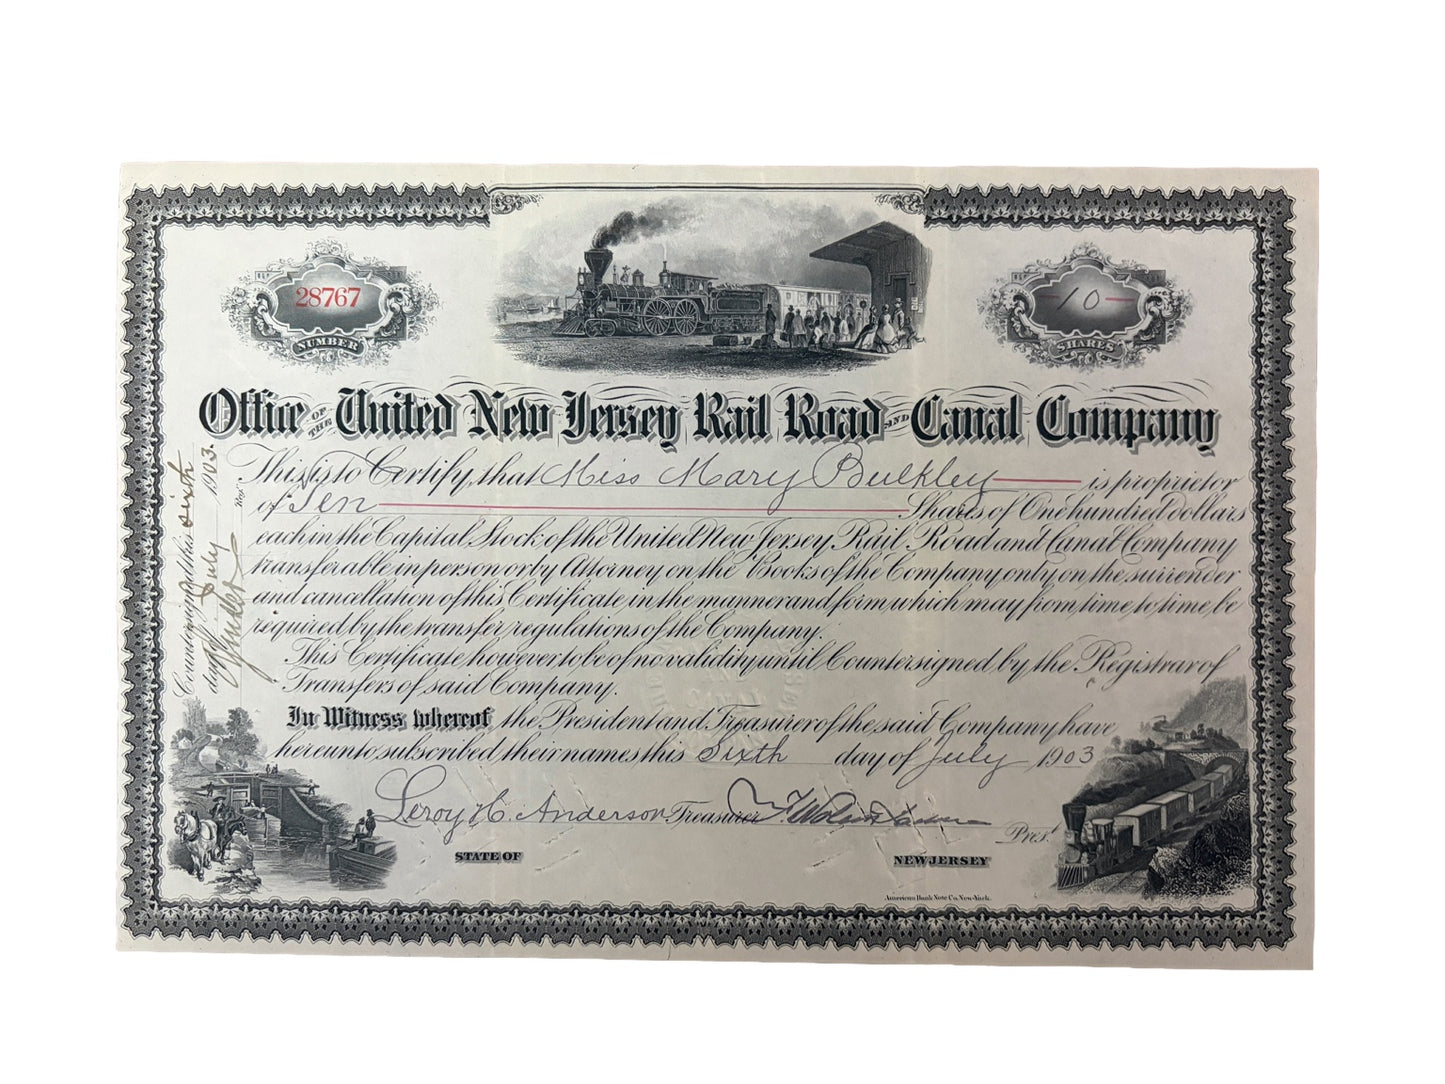 28767
NUMBER
-10-
SHARES
Office OF THE United New Jersey Rail Road AND Canal Company
This is to Certify, that Miss Mary Bulkley is proprietor
of Ten Shares of One hundred dollars
each in the Capital Stock of the United New Jersey Rail Road and Canal Company
transferable in person or by Attorney on the Books of the Company only on the surrender
and cancellation of this Certificate in the manner and form which may from time to time be
required by the transfer regulations of the Company.
This Certificate however to be of no validity until Countersigned by the Registrar of
Transfers of said Company.
In Witness whereof the President and Treasurer of the said Company have
hereunto subscribed their names this Sixth day of July 1903
Leroy H. Anderson Treasurer
Prest
STATE OF NEW JERSEY
American Bank Note Co. New-York.
Countersigned this sixth
day of July 1903.